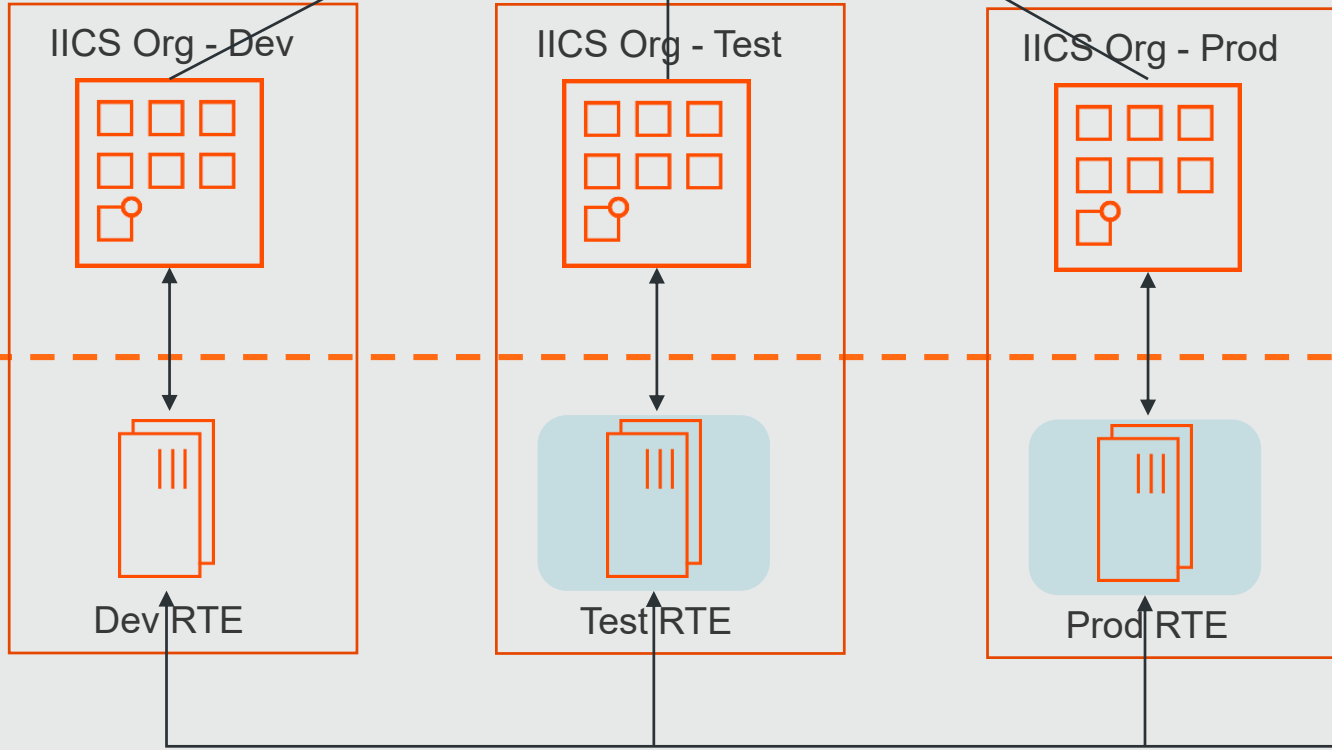 IICS Org - Dev
IICS Org - Test
IICS Org - Prod
Dev RTE
Test RTE
Prod RTE